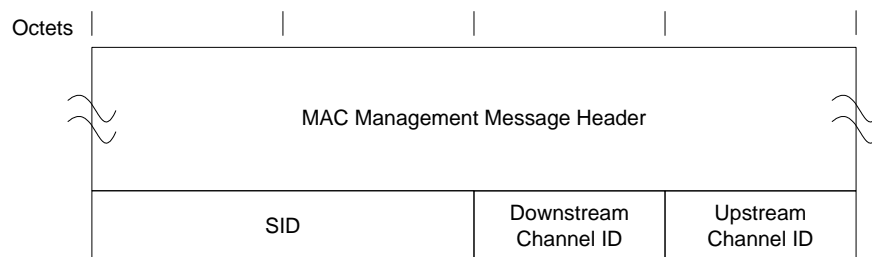 Octets
MAC Management Message Header
SID
Downstream
Channel ID
Upstream
Channel ID